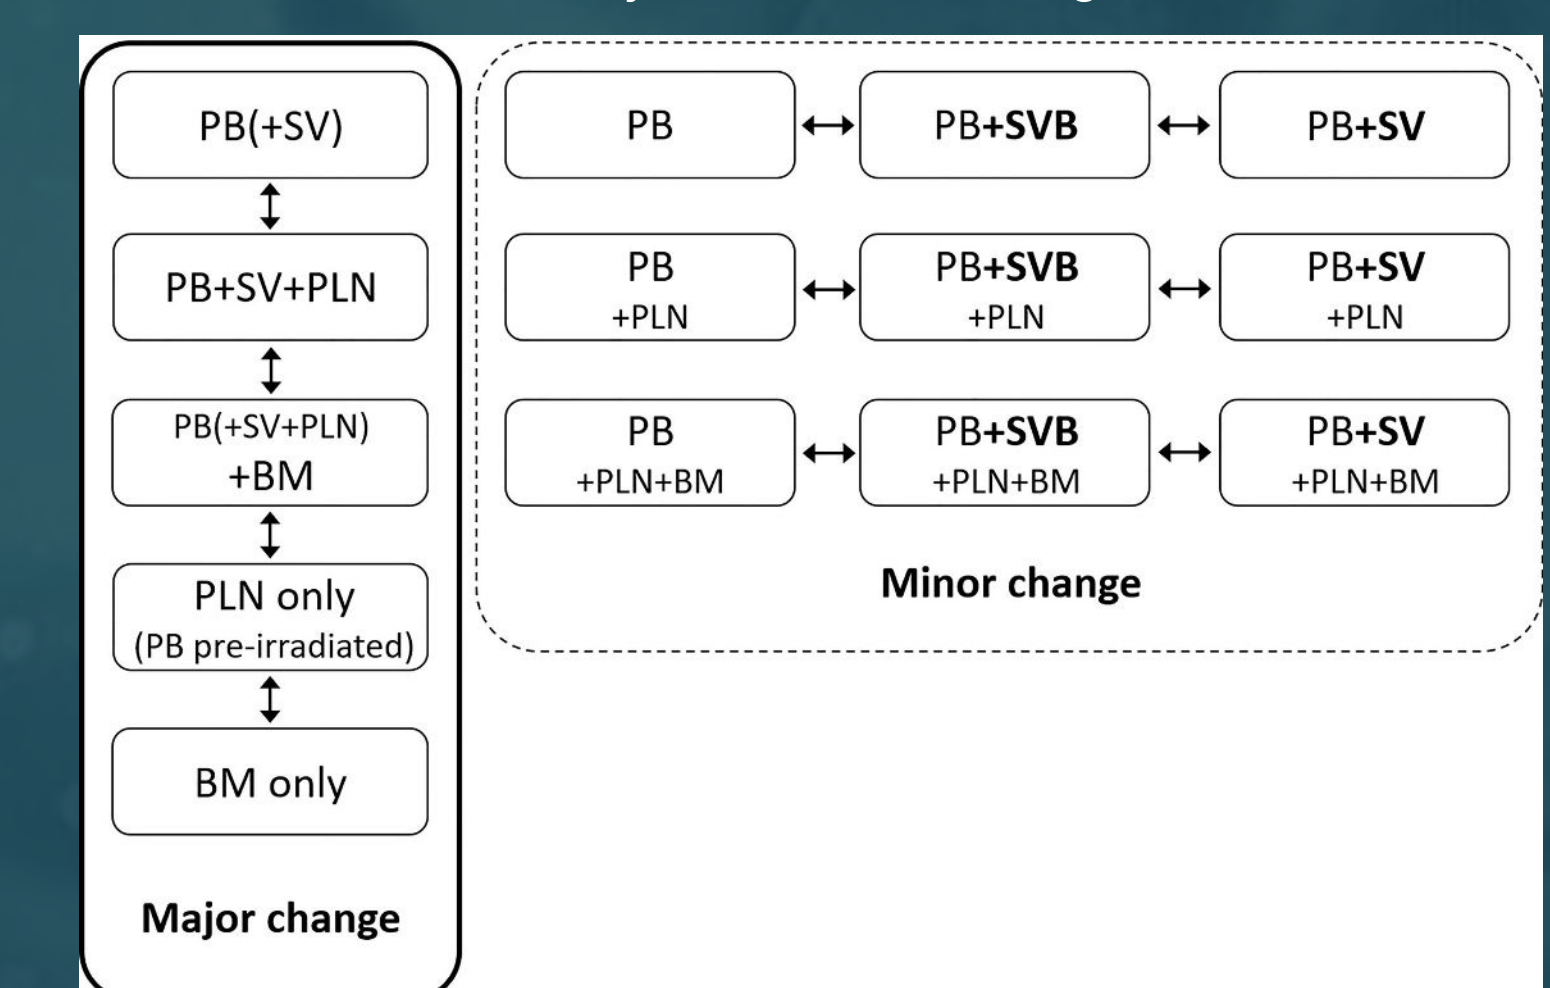 PB(+SV)
PB+SV+PLN
PB(+SV+PLN)
+BM
PLN only
(PB pre-irradiated)
BM only
Major change
PB
PB+SVB
PB+SV
PB
+PLN
PB+SVB
+PLN
PB+SV
+PLN
PB
+PLN+BM
PB+SVB
+PLN+BM
PB+SV
+PLN+BM
Minor change